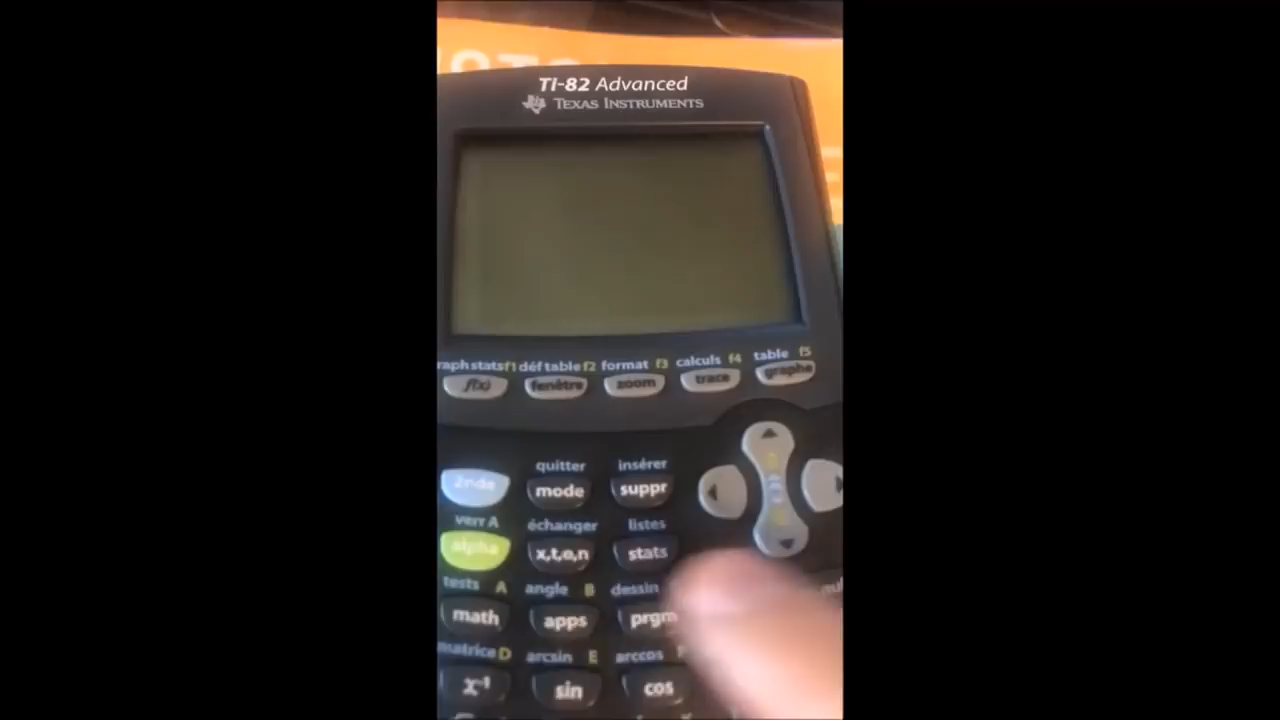 TI-82 Advanced
TEXAS INSTRUMENTS
raph stats f1 déf table f2 format f3 calculs f4 table f5
f(x) fenêtre zoom trace graphe
quitter insérer
2nde mode suppr
verr A échanger listes
alpha x,t,θ,n stats
tests A angle B dessin
math apps prgm
matrice D arcsin E arccos
x-1 sin cos